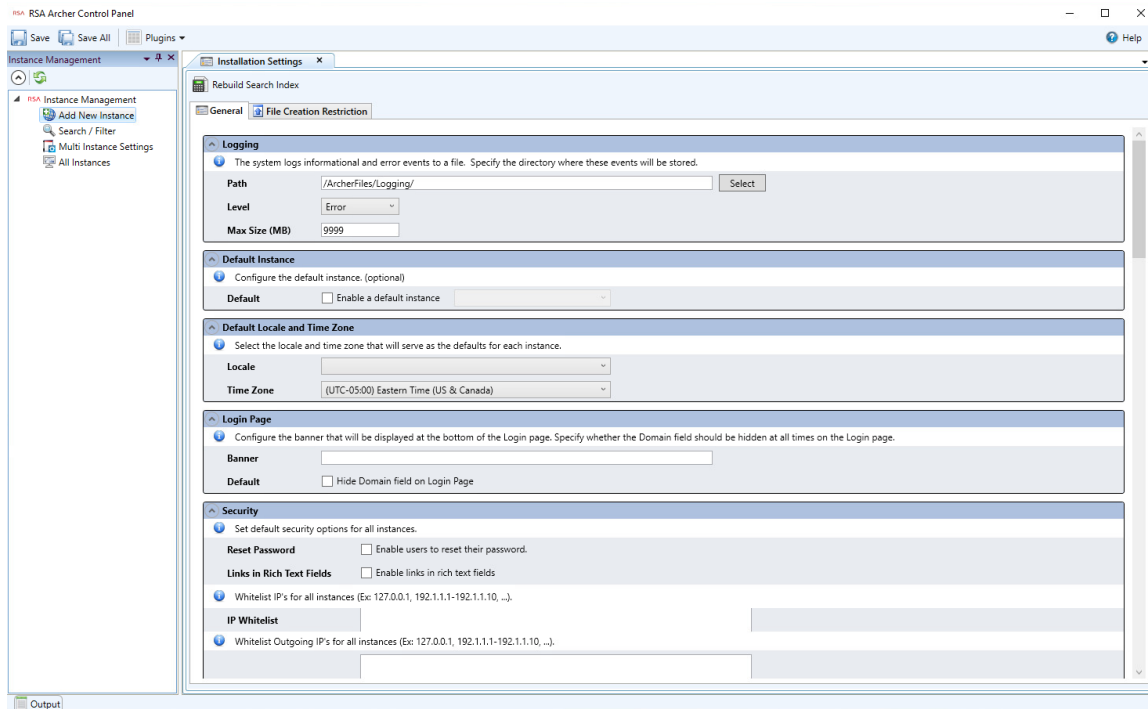 RSA RSA Archer Control Panel
Save Save All Plugins Help
Instance Management
Installation Settings
Rebuild Search Index
RSA Instance Management
Add New Instance
Search / Filter
Multi Instance Settings
All Instances
General File Creation Restriction
Logging
The system logs informational and error events to a file. Specify the directory where these events will be stored.
Path /ArcherFiles/Logging/ Select
Level Error
Max Size (MB) 9999
Default Instance
Configure the default instance. (optional)
Default Enable a default instance
Default Locale and Time Zone
Select the locale and time zone that will serve as the defaults for each instance.
Locale
Time Zone (UTC-05:00) Eastern Time (US & Canada)
Login Page
Configure the banner that will be displayed at the bottom of the Login page. Specify whether the Domain field should be hidden at all times on the Login page.
Banner
Default Hide Domain field on Login Page
Security
Set default security options for all instances.
Reset Password Enable users to reset their password.
Links in Rich Text Fields Enable links in rich text fields
Whitelist IP's for all instances (Ex: 127.0.0.1, 192.1.1.1-192.1.1.10, ...).
IP Whitelist
Whitelist Outgoing IP's for all instances (Ex: 127.0.0.1, 192.1.1.1-192.1.1.10, ...).
Output